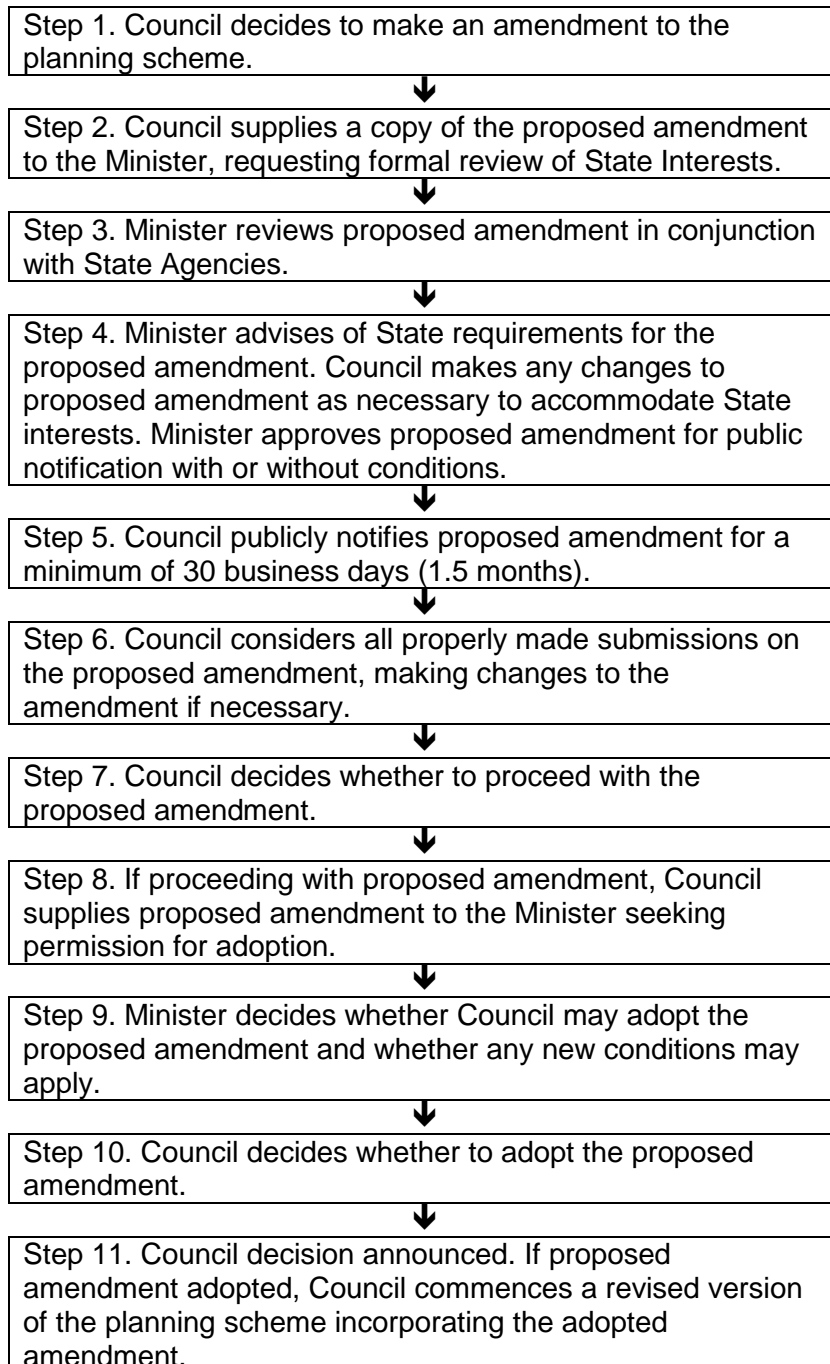 Step 1. Council decides to make an amendment to the
planning scheme.
Step 2. Council supplies a copy of the proposed amendment
to the Minister, requesting formal review of State Interests.
Step 3. Minister reviews proposed amendment in conjunction
with State Agencies.
Step 4. Minister advises of State requirements for the
proposed amendment. Council makes any changes to
proposed amendment as necessary to accommodate State
interests. Minister approves proposed amendment for public
notification with or without conditions.
Step 5. Council publicly notifies proposed amendment for a
minimum of 30 business days (1.5 months).
Step 6. Council considers all properly made submissions on
the proposed amendment, making changes to the
amendment if necessary.
Step 7. Council decides whether to proceed with the
proposed amendment.
Step 8. If proceeding with proposed amendment, Council
supplies proposed amendment to the Minister seeking
permission for adoption.
Step 9. Minister decides whether Council may adopt the
proposed amendment and whether any new conditions may
apply.
Step 10. Council decides whether to adopt the proposed
amendment.
Step 11. Council decision announced. If proposed
amendment adopted, Council commences a revised version
of the planning scheme incorporating the adopted
amendment.